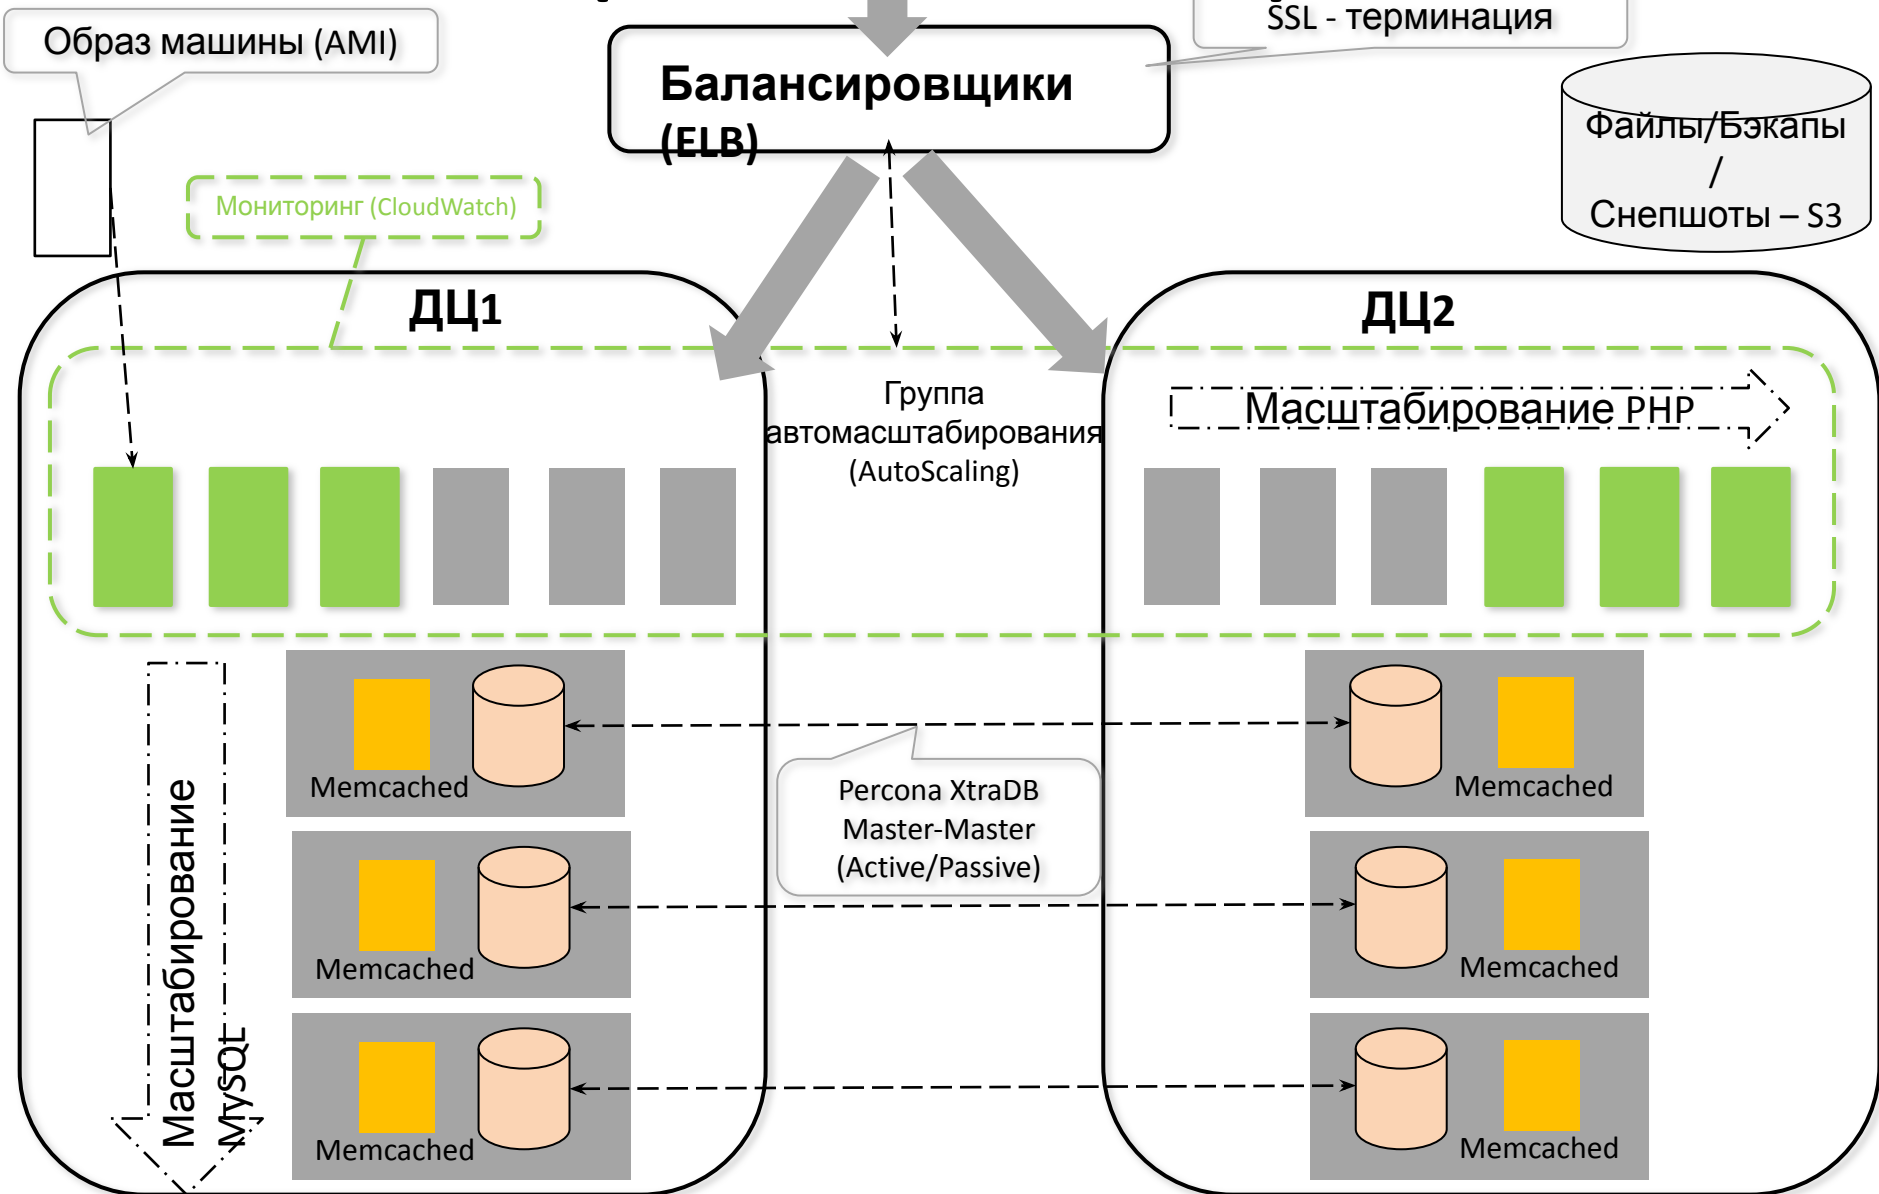 Образ машины (AMI)
SSL - терминация
Балансировщики
(ELB)
Файлы/Бэкапы
/
Снепшоты – S3
Мониторинг (CloudWatch)
ДЦ1
ДЦ2
Группа
автомасштабирования
(AutoScaling)
Масштабирование PHP
Масштабирование
MySQL
Memcached
Memcached
Percona XtraDB
Master-Master
(Active/Passive)
Memcached
Memcached
Memcached
Memcached